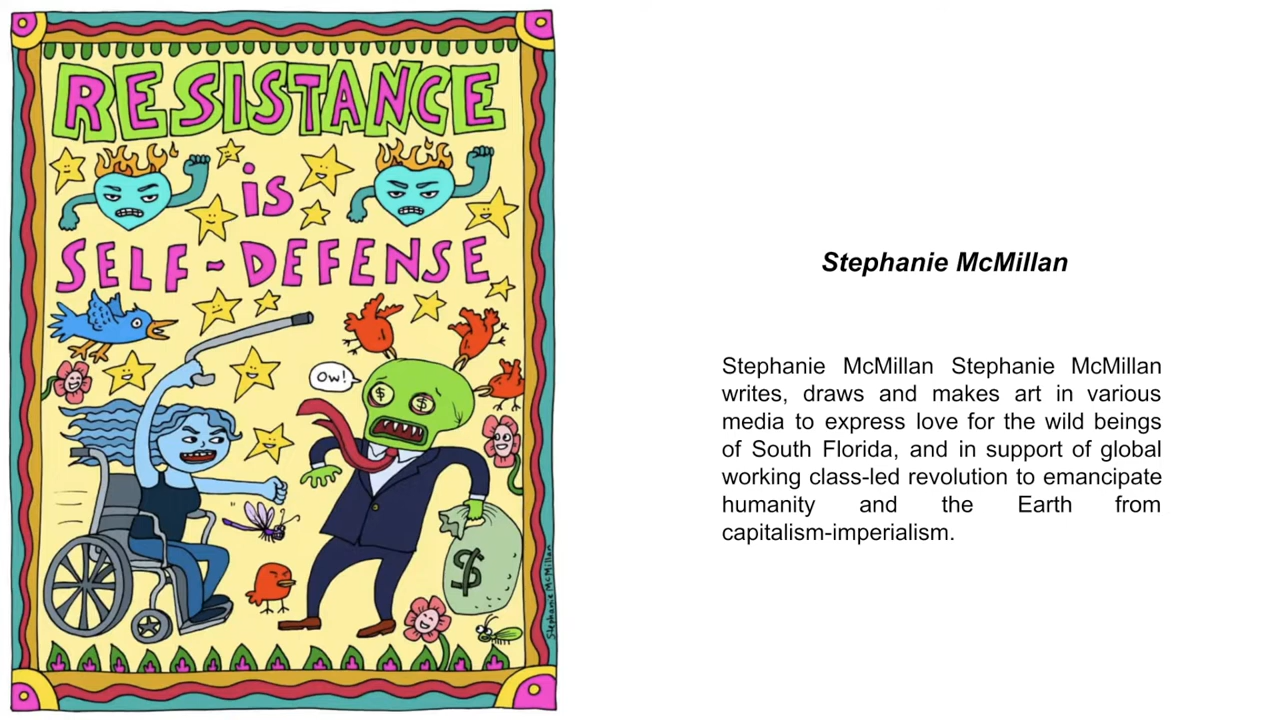 RESISTANCE
is
SELF-DEFENSE
OW!
$ $
$
Stephanie McMillan
Stephanie McMillan
Stephanie McMillan Stephanie McMillan
writes, draws and makes art in various
media to express love for the wild beings
of South Florida, and in support of global
working class-led revolution to emancipate
humanity and the Earth from
capitalism-imperialism.